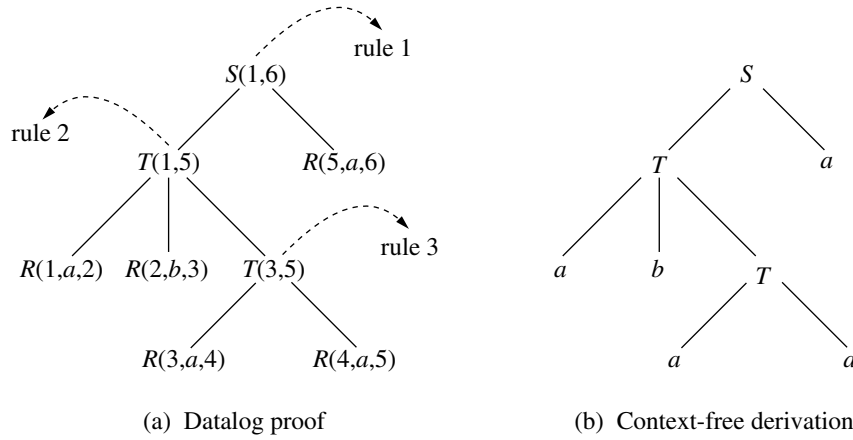 rule 1
S(1,6) S
rule 2
T(1,5) R(5,a,6) T a
rule 3
R(1,a,2) R(2,b,3) T(3,5) a b T
R(3,a,4) R(4,a,5) a a
(a) Datalog proof (b) Context-free derivation